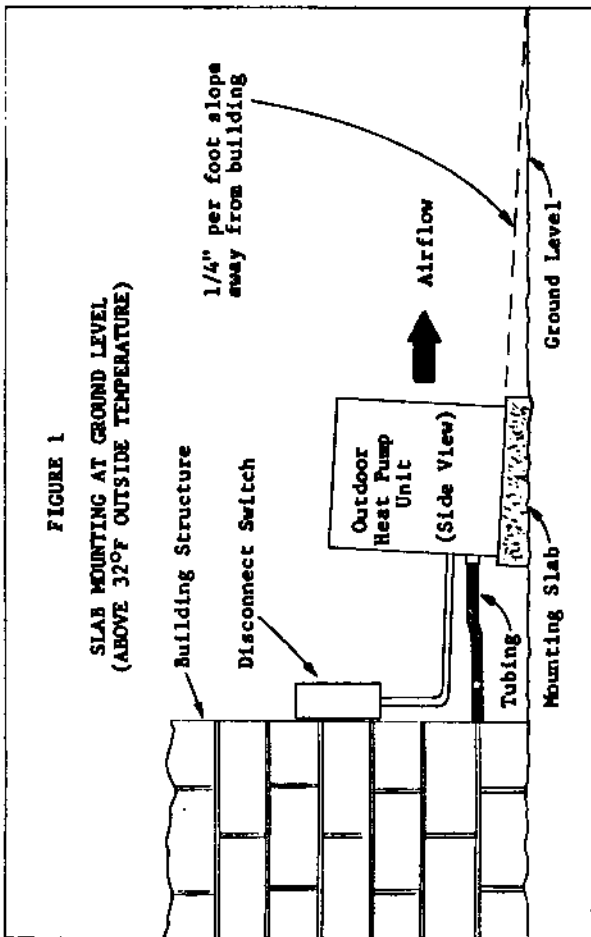 FIGURE 1
SLAB MOUNTING AT GROUND LEVEL
(ABOVE 32°F OUTSIDE TEMPERATURE)
Building Structure
Disconnect Switch
1/4" per foot slope
away from building
Outdoor
Heat Pump
Unit
(Side View)
Airflow
Tubing
Mounting Slab
Ground Level